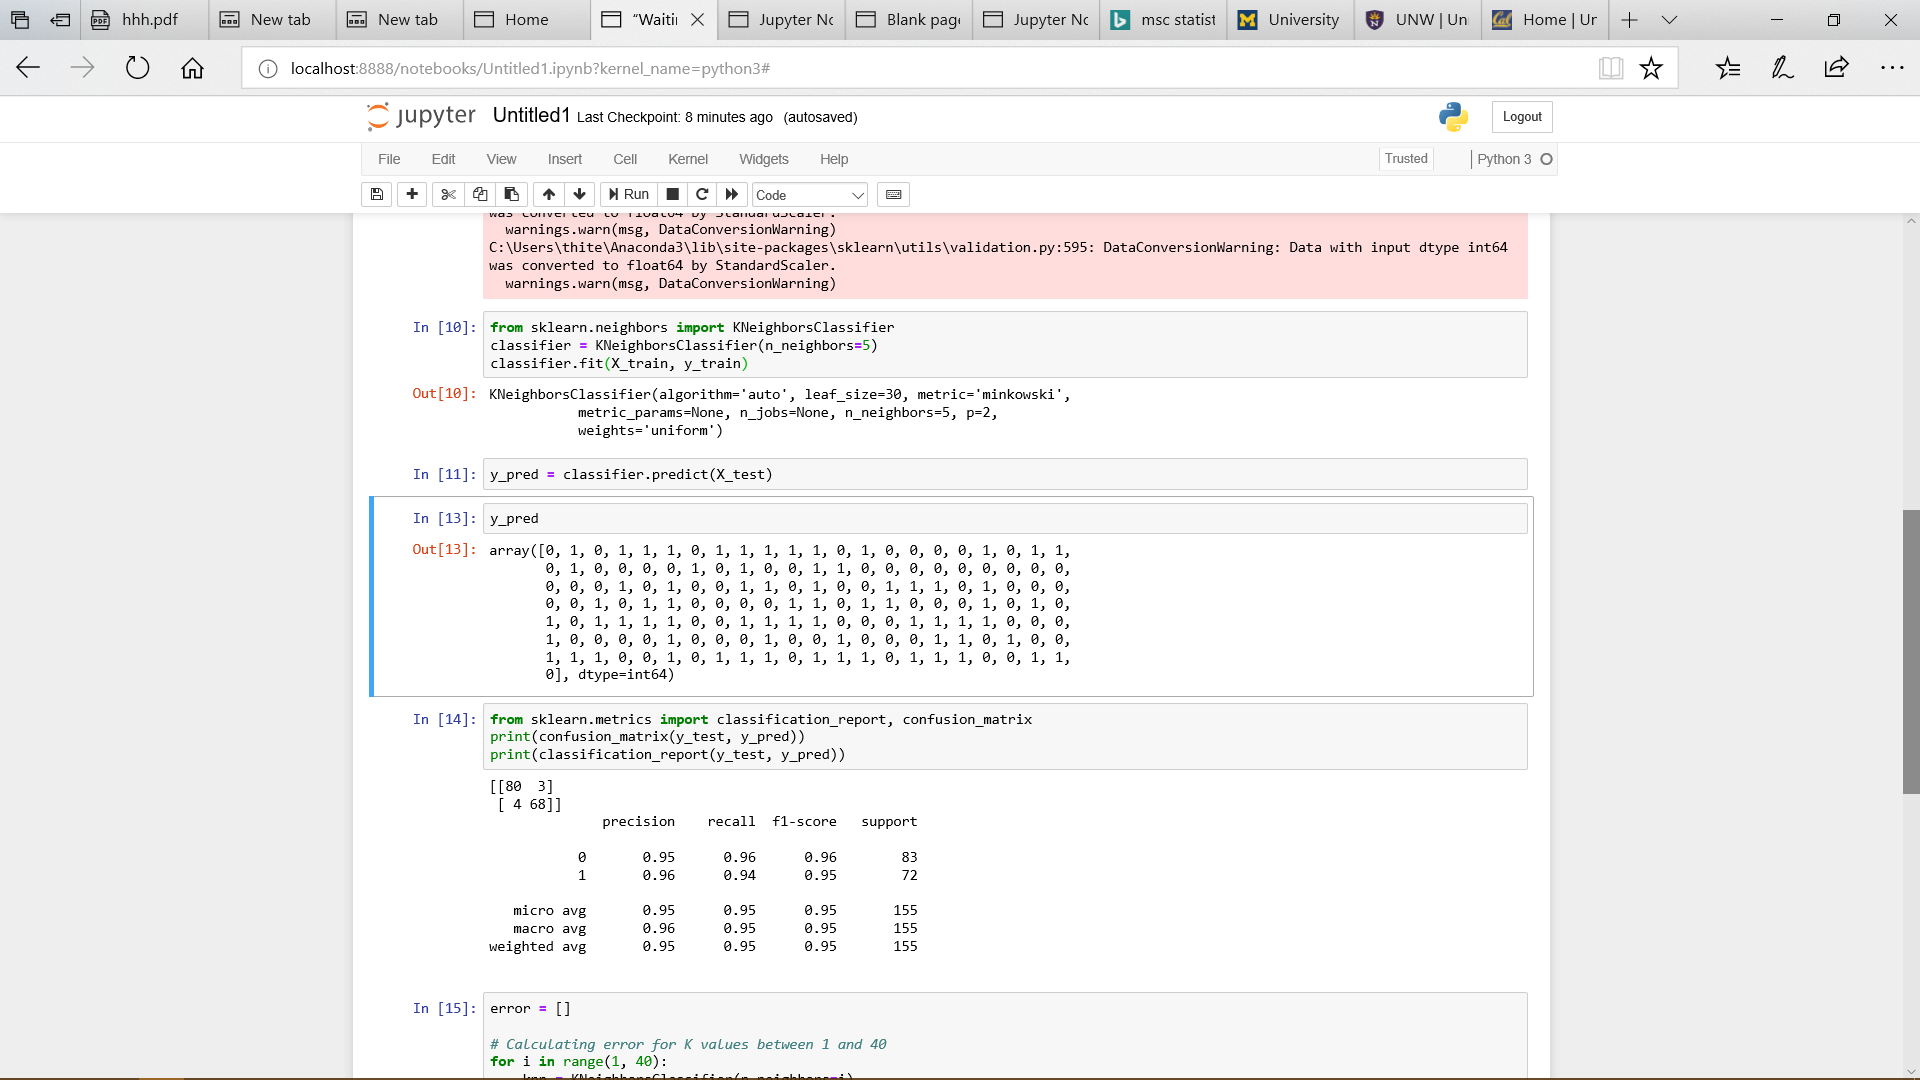 hhh.pdf
New tab
New tab
Home
"Waiti
Jupyter No
Blank page
Jupyter No
msc statist
University
UNW | Un
Home | Ur
localhost:8888/notebooks/Untitled1.ipynb?kernel_name=python3#
jupyter Untitled1 Last Checkpoint: 8 minutes ago (autosaved)
Logout
File Edit View Insert Cell Kernel Widgets Help
Trusted
Python 3
Run
Code
was converted to float64 by StandardScaler.
warnings.warn(msg, DataConversionWarning)
C:\Users\thite\Anaconda3\lib\site-packages\sklearn\utils\validation.py:595: DataConversionWarning: Data with input dtype int64
was converted to float64 by StandardScaler.
warnings.warn(msg, DataConversionWarning)
In [10]: from sklearn.neighbors import KNeighborsClassifier
classifier = KNeighborsClassifier(n_neighbors=5)
classifier.fit(X_train, y_train)
Out[10]: KNeighborsClassifier(algorithm='auto', leaf_size=30, metric='minkowski',
metric_params=None, n_jobs=None, n_neighbors=5, p=2,
weights='uniform')
In [11]: y_pred = classifier.predict(X_test)
In [13]: y_pred
Out[13]: array([0, 1, 0, 1, 1, 1, 0, 1, 1, 1, 1, 1, 0, 1, 0, 0, 0, 0, 1, 0, 1, 1,
0, 1, 0, 0, 0, 0, 1, 0, 1, 0, 0, 1, 1, 0, 0, 0, 0, 0, 0, 0, 0, 0,
0, 0, 0, 1, 0, 1, 0, 0, 1, 1, 0, 1, 0, 0, 1, 1, 1, 0, 1, 0, 0, 0,
0, 0, 1, 0, 1, 1, 0, 0, 0, 0, 1, 1, 0, 1, 1, 0, 0, 0, 1, 0, 1, 0,
1, 0, 1, 1, 1, 1, 0, 0, 1, 1, 1, 1, 0, 0, 0, 1, 1, 1, 1, 0, 0, 0,
1, 0, 0, 0, 0, 1, 0, 0, 0, 1, 0, 0, 1, 0, 0, 0, 1, 1, 0, 1, 0, 0,
1, 1, 1, 0, 0, 1, 0, 1, 1, 1, 0, 1, 1, 1, 0, 1, 1, 1, 0, 0, 1, 1,
0], dtype=int64)
In [14]: from sklearn.metrics import classification_report, confusion_matrix
print(confusion_matrix(y_test, y_pred))
print(classification_report(y_test, y_pred))
[[80 3]
[ 4 68]]
precision recall f1-score support
0 0.95 0.96 0.96 83
1 0.96 0.94 0.95 72
micro avg 0.95 0.95 0.95 155
macro avg 0.96 0.95 0.95 155
weighted avg 0.95 0.95 0.95 155
In [15]: error = []
# Calculating error for K values between 1 and 40
for i in range(1, 40):
knn = KNeighborsClassifier(n_neighbors=i)